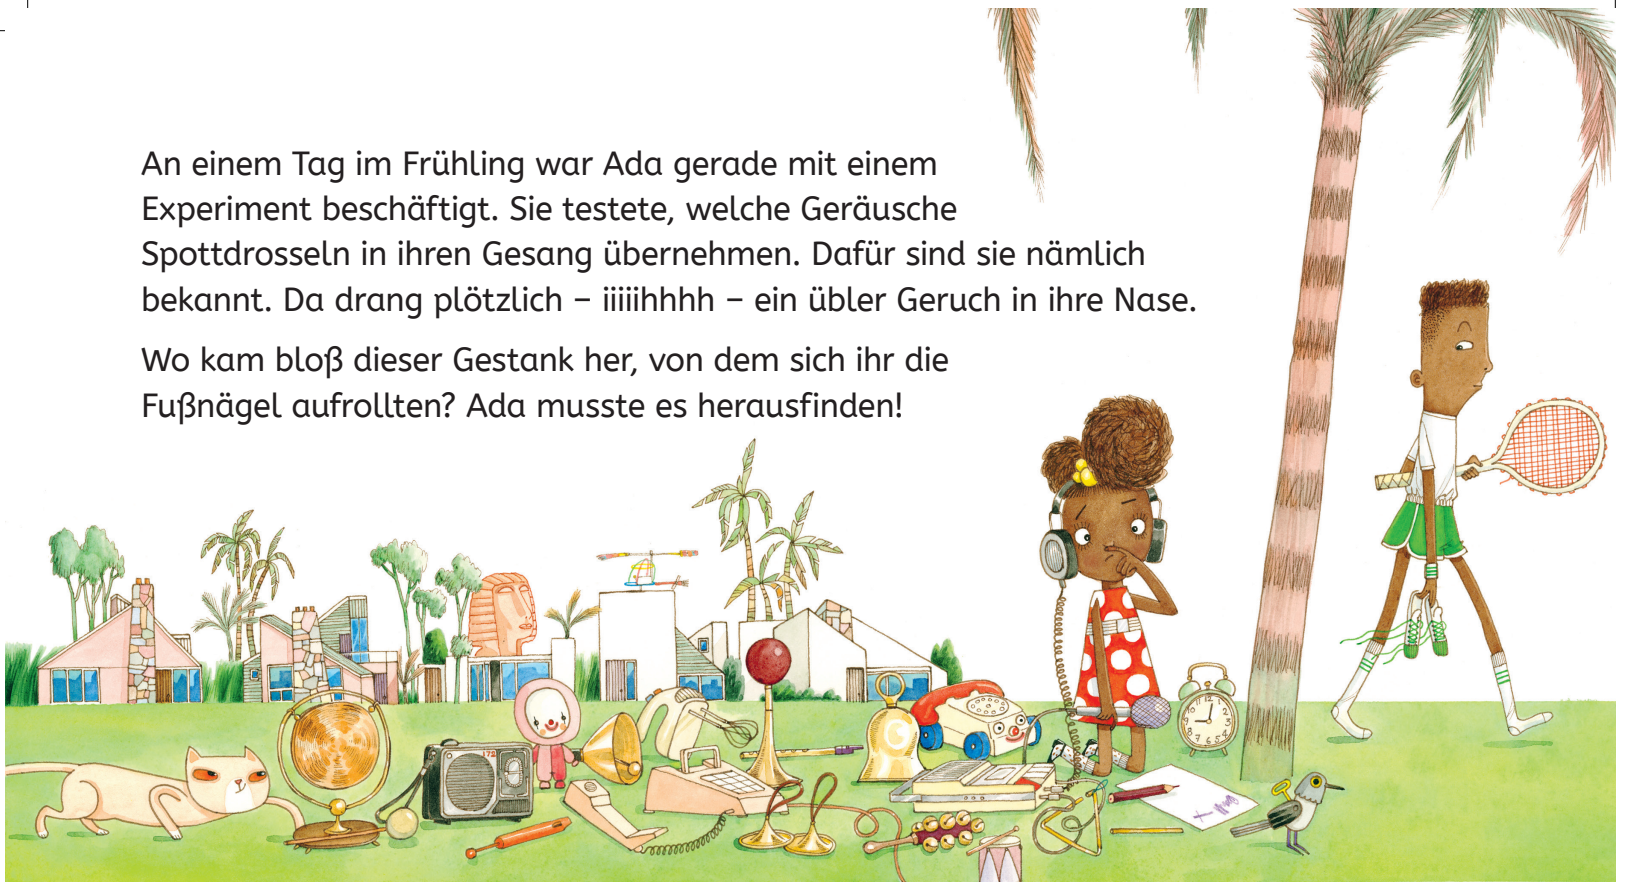 An einem Tag im Frühling war Ada gerade mit einem
Experiment beschäftigt. Sie testete, welche Geräusche
Spottdrosseln in ihren Gesang übernehmen. Dafür sind sie nämlich
bekannt. Da drang plötzlich – iiiiihhhh – ein übler Geruch in ihre Nase.
Wo kam bloß dieser Gestank her, von dem sich ihr die
Fußnägel aufrollten? Ada musste es herausfinden!